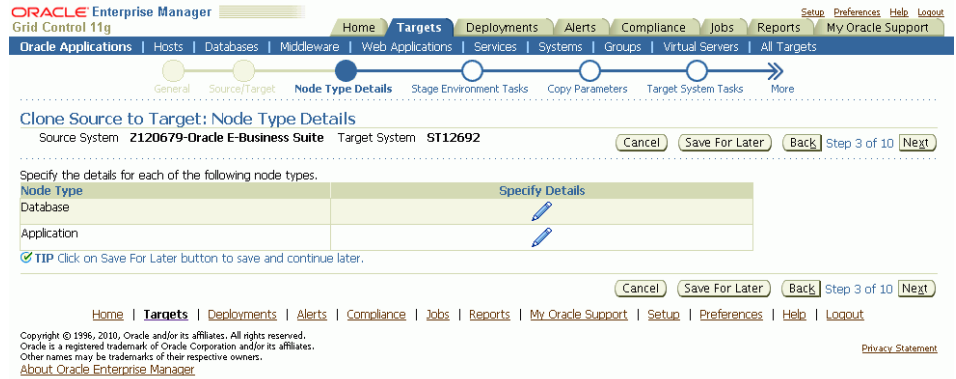 ORACLE Enterprise Manager
Setup Preferences Help Logout
Grid Control 11g
Home Targets Deployments Alerts Compliance Jobs Reports My Oracle Support
Oracle Applications | Hosts | Databases | Middleware | Web Applications | Services | Systems | Groups | Virtual Servers | All Targets
General Source/Target Node Type Details Stage Environment Tasks Copy Parameters Target System Tasks More
Clone Source to Target: Node Type Details
Source System Z120679-Oracle E-Business Suite Target System ST12692
Cancel Save For Later Back Step 3 of 10 Next
Specify the details for each of the following node types.
Node Type Specify Details
Database
Application
TIP Click on Save For Later button to save and continue later.
Cancel Save For Later Back Step 3 of 10 Next
Home | Targets | Deployments | Alerts | Compliance | Jobs | Reports | My Oracle Support | Setup | Preferences | Help | Logout
Copyright © 1996, 2010, Oracle and/or its affiliates. All rights reserved.
Oracle is a registered trademark of Oracle Corporation and/or its affiliates.
Other names may be trademarks of their respective owners.
Privacy Statement
About Oracle Enterprise Manager